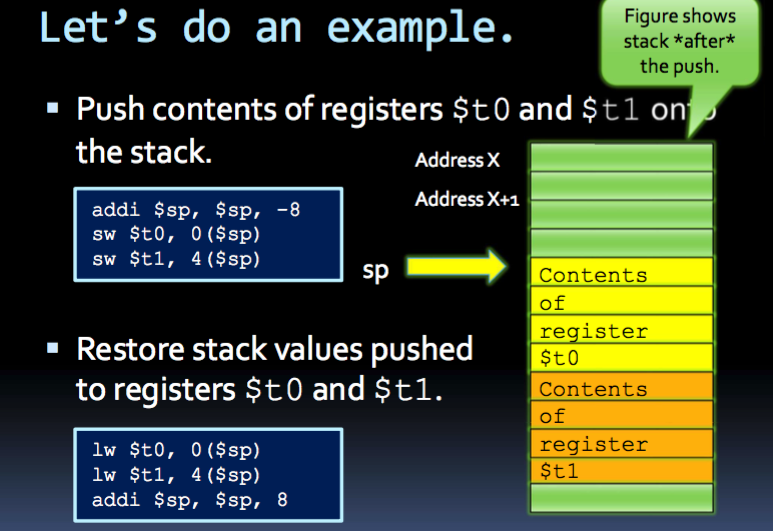 Let’s do an example.
Figure shows
stack *after*
the push.
▪ Push contents of registers $t0 and $t1 onto
the stack.
addi $sp, $sp, -8
sw $t0, 0($sp)
sw $t1, 4($sp)
Address X
Address X+1
sp
Contents
of
register
$t0
Contents
of
register
$t1
▪ Restore stack values pushed
to registers $t0 and $t1.
lw $t0, 0($sp)
lw $t1, 4($sp)
addi $sp, $sp, 8